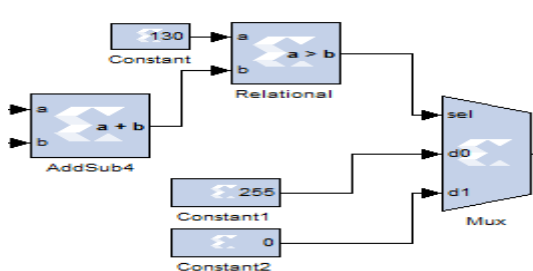 130
Constant
a
a > b
b
Relational
a
a + b
b
AddSub4
sel
d0
d1
Mux
255
Constant1
0
Constant2